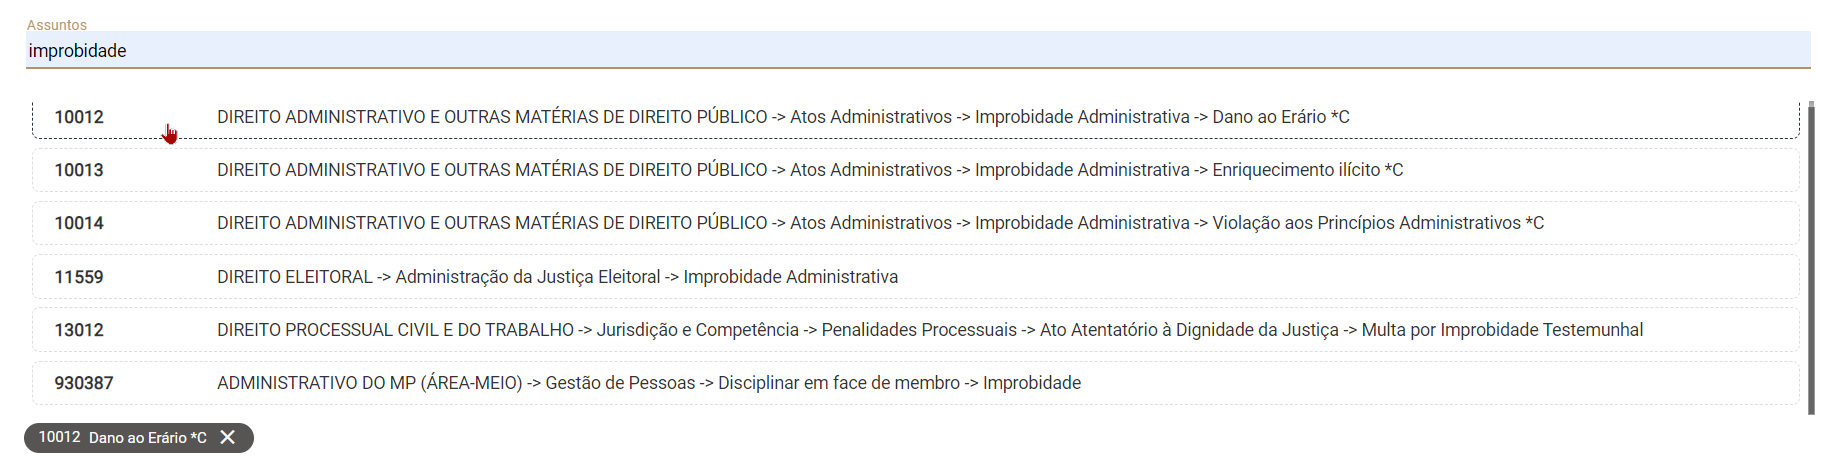 Assuntos
improbidade
10012 DIREITO ADMINISTRATIVO E OUTRAS MATÉRIAS DE DIREITO PÚBLICO -> Atos Administrativos -> Improbidade Administrativa -> Dano ao Erário *C
10013 DIREITO ADMINISTRATIVO E OUTRAS MATÉRIAS DE DIREITO PÚBLICO -> Atos Administrativos -> Improbidade Administrativa -> Enriquecimento ilícito *C
10014 DIREITO ADMINISTRATIVO E OUTRAS MATÉRIAS DE DIREITO PÚBLICO -> Atos Administrativos -> Improbidade Administrativa -> Violação aos Princípios Administrativos *C
11559 DIREITO ELEITORAL -> Administração da Justiça Eleitoral -> Improbidade Administrativa
13012 DIREITO PROCESSUAL CIVIL E DO TRABALHO -> Jurisdição e Competência -> Penalidades Processuais -> Ato Atentatório à Dignidade da Justiça -> Multa por Improbidade Testemunhal
930387 ADMINISTRATIVO DO MP (ÁREA-MEIO) -> Gestão de Pessoas -> Disciplinar em face de membro -> Improbidade
10012 Dano ao Erário *C